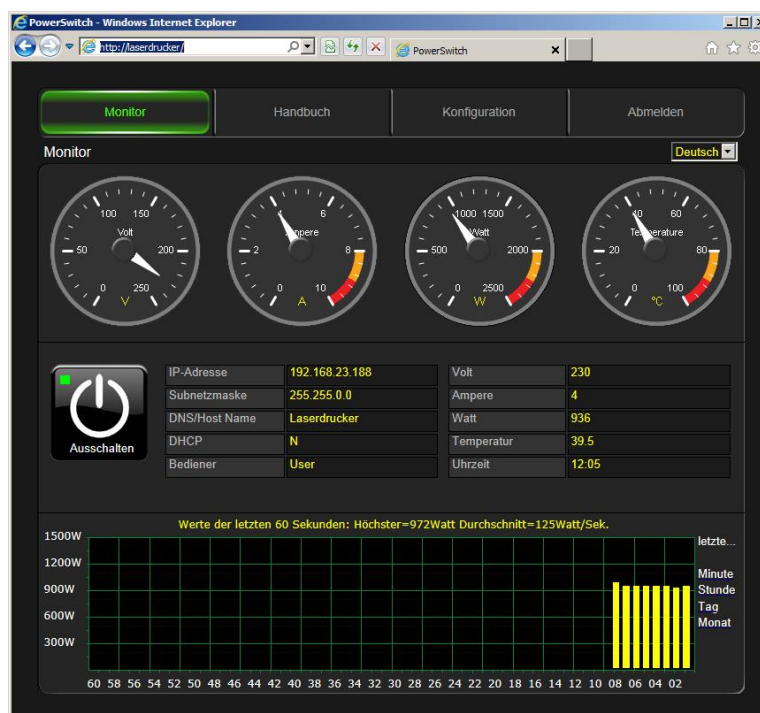 PowerSwitch - Windows Internet Explorer
http://laserdrucker/
PowerSwitch
Monitor Handbuch Konfiguration Abmelden
Monitor
Deutsch
0 50 100 150 200 250 Volt V
0 2 4 6 8 10 Ampere A
0 500 1000 1500 2000 2500 Watt W
0 20 40 60 80 100 Temperature °C
Ausschalten
IP-Adresse 192.168.23.188 Volt 230
Subnetzmaske 255.255.0.0 Ampere 4
DNS/Host Name Laserdrucker Watt 936
DHCP N Temperatur 39.5
Bediener User Uhrzeit 12:05
Werte der letzten 60 Sekunden: Höchster=972Watt Durchschnitt=125Watt/Sek.
1500W
1200W
900W
600W
300W
letzte...
Minute
Stunde
Tag
Monat
60 58 56 54 52 50 48 46 44 42 40 38 36 34 32 30 28 26 24 22 20 18 16 14 12 10 08 06 04 02